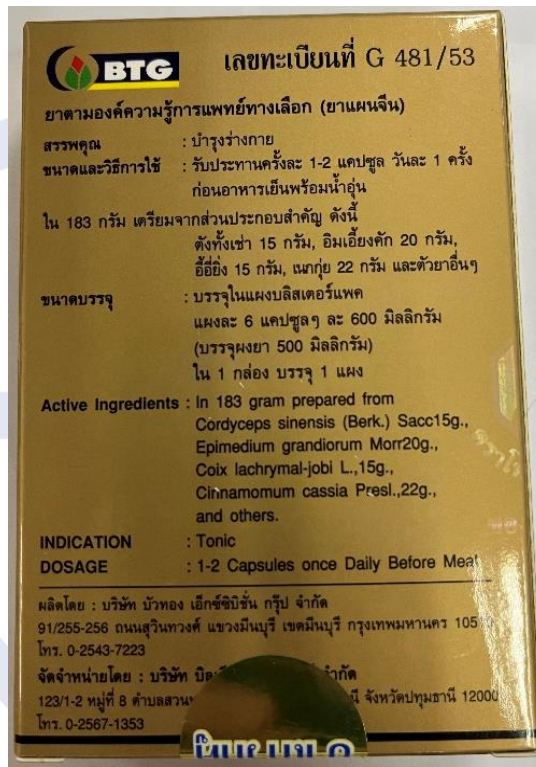 BTG
เลขทะเบียนที่ G 481/53
ยาตามองค์ความรู้การแพทย์ทางเลือก (ยาแผนจีน)
สรรพคุณ : บำรุงร่างกาย
ขนาดและวิธีการใช้ : รับประทานครั้งละ 1-2 แคปซูล วันละ 1 ครั้ง
ก่อนอาหารเย็นพร้อมน้ำอุ่น
ใน 183 กรัม เตรียมจากส่วนประกอบสำคัญ ดังนี้
ตังทั้งเช่า 15 กรัม, อิมเอี้ยงคัก 20 กรัม,
อี้อี่ยิ่ง 15 กรัม, เนกกุ่ย 22 กรัม และตัวยาอื่นๆ
ขนาดบรรจุ : บรรจุในแผงบลิสเตอร์แพค
แผงละ 6 แคปซูลๆ ละ 600 มิลลิกรัม
(บรรจุผงยา 500 มิลลิกรัม)
ใน 1 กล่อง บรรจุ 1 แผง
Active Ingredients : In 183 gram prepared from
Cordyceps sinensis (Berk.) Sacc15g.,
Epimedium grandiorum Morr20g.,
Coix lachrymal-jobi L.,15g.,
Cinnamomum cassia Presl.,22g.,
and others.
INDICATION : Tonic
DOSAGE : 1-2 Capsules once Daily Before Meal
ผลิตโดย : บริษัท บัวทอง เอ็กซ์ซิบิชั่น กรุ๊ป จำกัด
91/255-256 ถนนสุวินทวงศ์ แขวงมีนบุรี เขตมีนบุรี กรุงเทพมหานคร
โทร. 0-2543-7223
จัดจำหน่ายโดย : บริษัท
123/1-2 หมู่ที่ 8 จังหวัดปทุมธานี 12000
โทร. 0-2567-1353